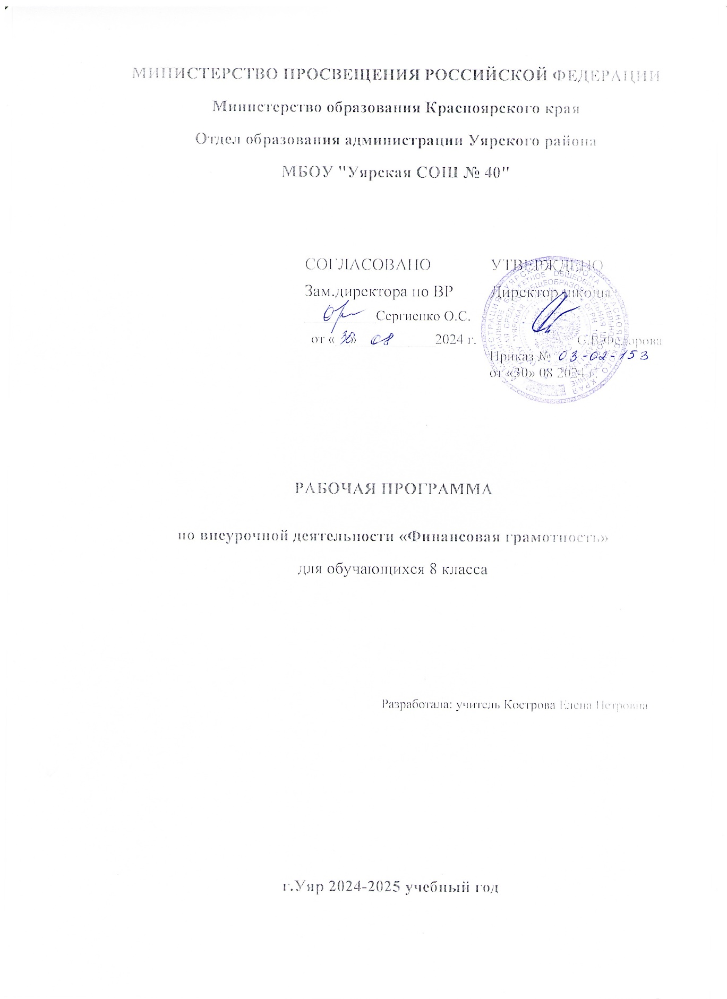 МИНИСТЕРСТВО ПРОСВЕЩЕНИЯ РОССИЙСКОЙ ФЕДЕРАЦИИ
Министерство образования Красноярского края
Отдел образования администрации Уярского района
МБОУ "Уярская СОШ № 40"
СОГЛАСОВАНО
Зам.директора по ВР
Сергиенко О.С.
от «30» 08 2024 г.
УТВЕРЖДЕНО
Директор школы
С.В.Федорова
Приказ № 03-02-153
от «30» 08 2024 г.
РАБОЧАЯ ПРОГРАММА
по внеурочной деятельности «Финансовая грамотность»
для обучающихся 8 класса
Разработала: учитель Кострова Елена Петровна
г.Уяр 2024-2025 учебный год